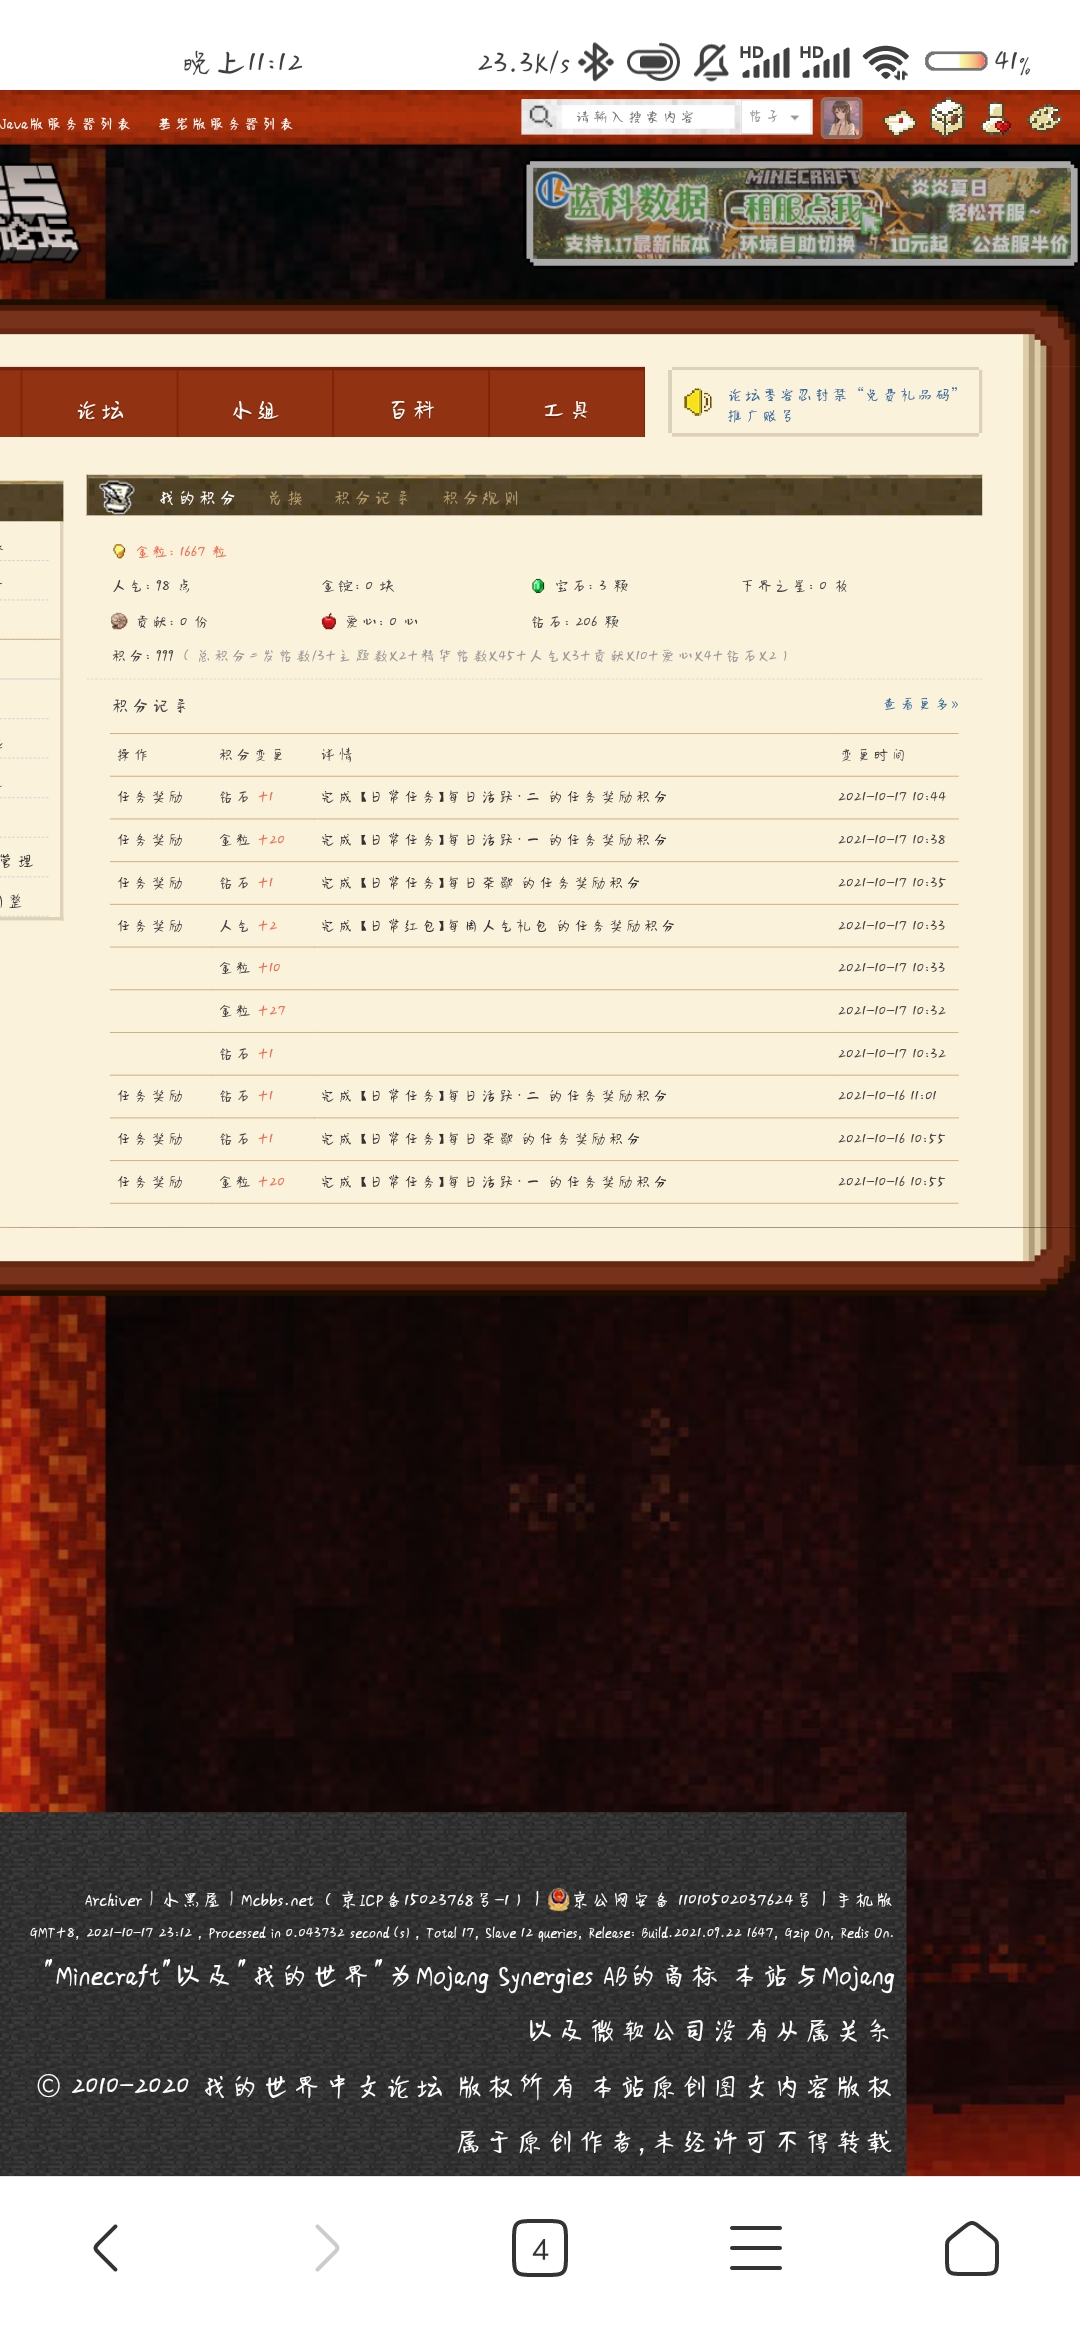 晚上11:12 23.3K/s HD HD 41%
Java版服务器列表 基岩版服务器列表 请输入搜索内容 帖子
论坛
蓝科数据 MINECRAFT 租服点我 炎炎夏日 轻松开服~
支持1.17最新版本 环境自助切换 10元起 公益服半价
论坛 小组 百科 工具
论坛零容忍封禁“免费礼品码”
推广账号
我的积分 兑换 积分记录 积分规则
金粒: 1667 粒
人气: 98 点 金锭: 0 块 宝石: 3 颗 下界之星: 0 枚
贡献: 0 份 爱心: 0 心 钻石: 206 颗
积分: 999 ( 总积分=发帖数/3+主题数X2+精华帖数X45+人气X3+贡献X10+爱心X4+钻石X2 )
积分记录 查看更多»
操作 积分变更 详情 变更时间
任务奖励 钻石 +1 完成【日常任务】每日活跃·二 的任务奖励积分 2021-10-17 10:44
任务奖励 金粒 +20 完成【日常任务】每日活跃·一 的任务奖励积分 2021-10-17 10:38
任务奖励 钻石 +1 完成【日常任务】每日茶歇 的任务奖励积分 2021-10-17 10:35
任务奖励 人气 +2 完成【日常红包】每周人气礼包 的任务奖励积分 2021-10-17 10:33
金粒 +10 2021-10-17 10:33
金粒 +27 2021-10-17 10:32
钻石 +1 2021-10-17 10:32
任务奖励 钻石 +1 完成【日常任务】每日活跃·二 的任务奖励积分 2021-10-16 11:01
任务奖励 钻石 +1 完成【日常任务】每日茶歇 的任务奖励积分 2021-10-16 10:55
任务奖励 金粒 +20 完成【日常任务】每日活跃·一 的任务奖励积分 2021-10-16 10:55
管理
整
Archiver | 小黑屋 | Mcbbs.net ( 京ICP备15023768号-1 ) | 京公网安备 11010502037624号 | 手机版
GMT+8, 2021-10-17 23:12 , Processed in 0.043732 second(s) , Total 17, Slave 12 queries, Release: Build.2021.09.22 1647, Gzip On, Redis On.
"Minecraft"以及"我的世界"为Mojang Synergies AB的商标 本站与Mojang
以及微软公司没有从属关系
© 2010-2020 我的世界中文论坛 版权所有 本站原创图文内容版权
属于原创作者,未经许可不得转载
4